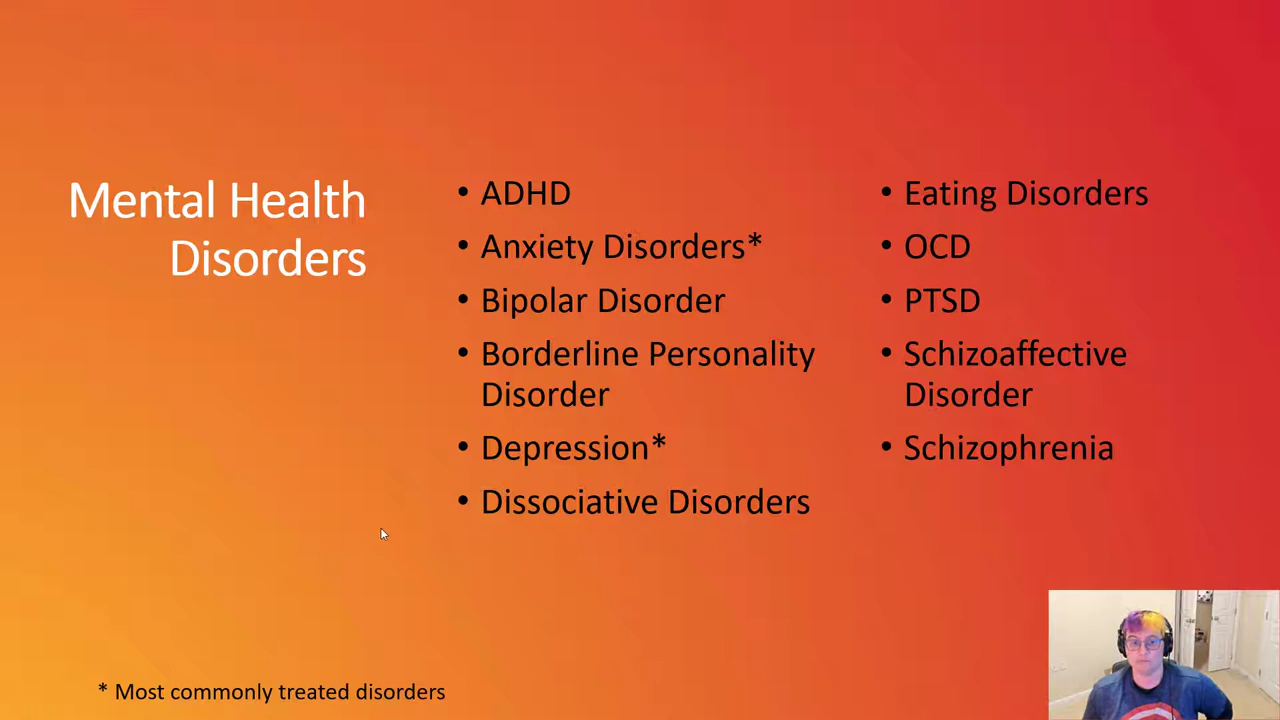 Mental Health
Disorders
• ADHD
• Anxiety Disorders*
• Bipolar Disorder
• Borderline Personality
Disorder
• Depression*
• Dissociative Disorders
• Eating Disorders
• OCD
• PTSD
• Schizoaffective
Disorder
• Schizophrenia
* Most commonly treated disorders